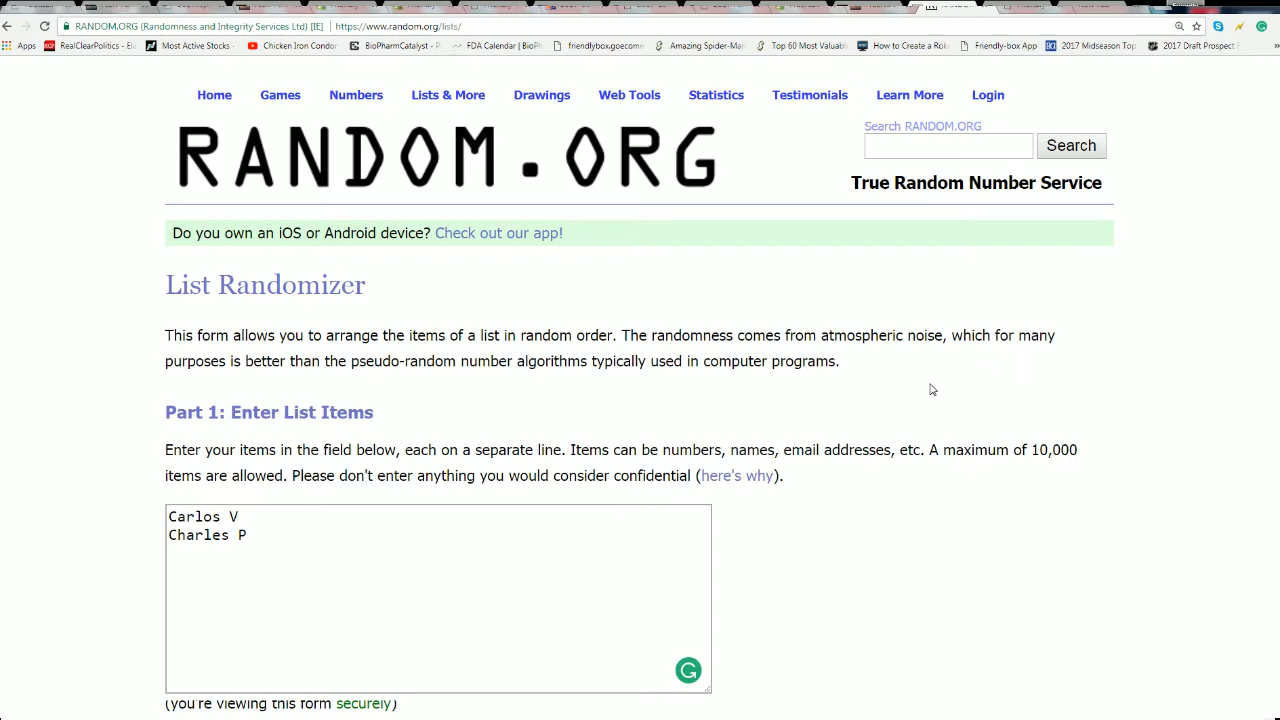 RANDOM.ORG (Randomness and Integrity Services Ltd) [IE] https://www.random.org/lists/
Apps RealClearPolitics - Ele Most Active Stocks - Chicken Iron Condor BioPharmCatalyst - P FDA Calendar | BioPh friendlybox.goecomm Amazing Spider-Man Top 60 Most Valuabl How to Create a Roku Friendly-box App 2017 Midseason Top 2017 Draft Prospect
Home Games Numbers Lists & More Drawings Web Tools Statistics Testimonials Learn More Login
RANDOM.ORG
Search RANDOM.ORG
Search
True Random Number Service
Do you own an iOS or Android device? Check out our app!
List Randomizer
This form allows you to arrange the items of a list in random order. The randomness comes from atmospheric noise, which for many
purposes is better than the pseudo-random number algorithms typically used in computer programs.
Part 1: Enter List Items
Enter your items in the field below, each on a separate line. Items can be numbers, names, email addresses, etc. A maximum of 10,000
items are allowed. Please don't enter anything you would consider confidential (here's why).
Carlos V
Charles P
(you're viewing this form securely)